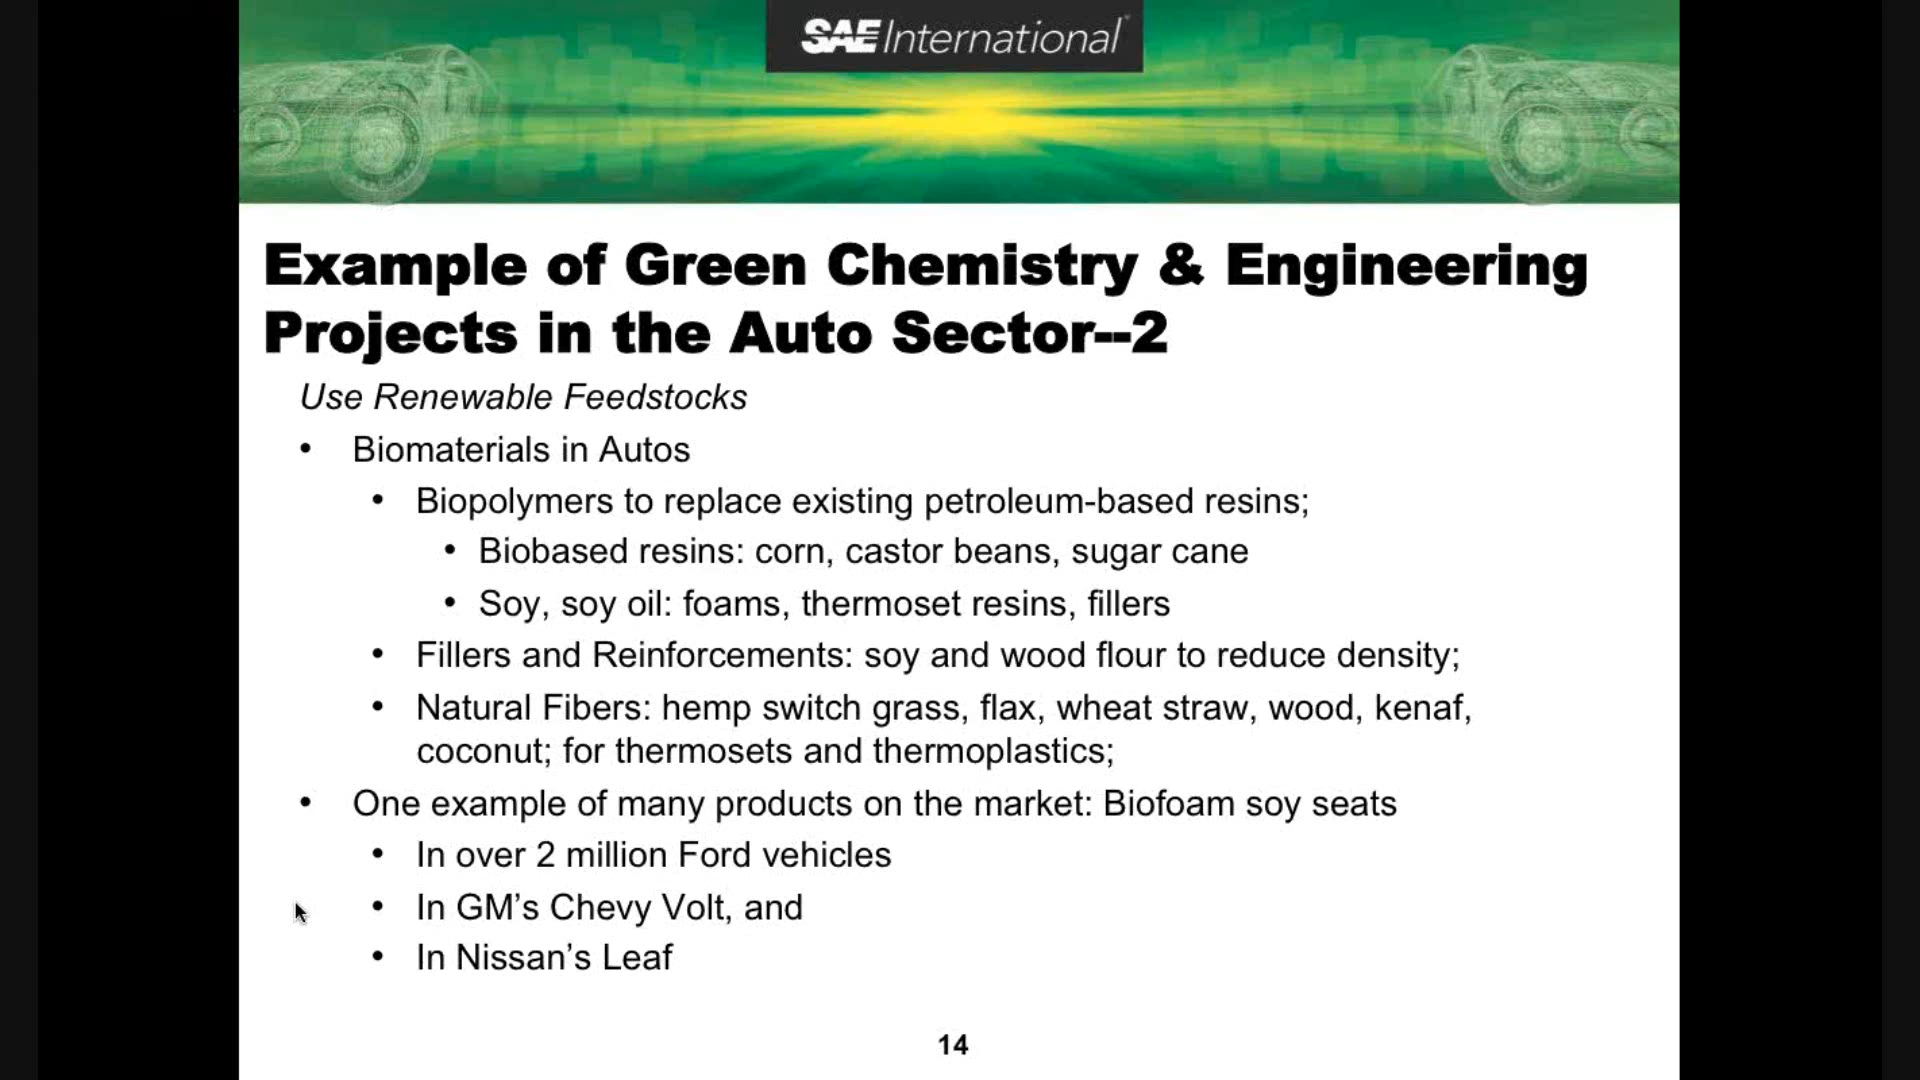 SAE International
Example of Green Chemistry & Engineering
Projects in the Auto Sector--2
Use Renewable Feedstocks
• Biomaterials in Autos
• Biopolymers to replace existing petroleum-based resins;
• Biobased resins: corn, castor beans, sugar cane
• Soy, soy oil: foams, thermoset resins, fillers
• Fillers and Reinforcements: soy and wood flour to reduce density;
• Natural Fibers: hemp switch grass, flax, wheat straw, wood, kenaf,
coconut; for thermosets and thermoplastics;
• One example of many products on the market: Biofoam soy seats
• In over 2 million Ford vehicles
• In GM’s Chevy Volt, and
• In Nissan’s Leaf
14